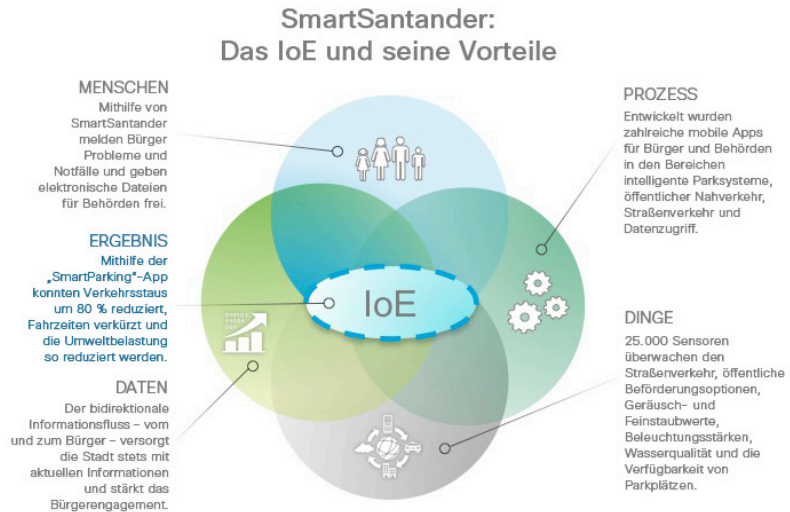 SmartSantander:
Das IoE und seine Vorteile
MENSCHEN
Mithilfe von
SmartSantander
melden Bürger
Probleme und
Notfälle und geben
elektronische Dateien
für Behörden frei.
ERGEBNIS
Mithilfe der
„SmartParking“-App
konnten Verkehrsstaus
um 80 % reduziert,
Fahrzeiten verkürzt und
die Umweltbelastung
so reduziert werden.
DATEN
Der bidirektionale
Informationsfluss – vom
und zum Bürger – versorgt
die Stadt stets mit
aktuellen Informationen
und stärkt das
Bürgerengagement.
IoE
PROZESS
Entwickelt wurden
zahlreiche mobile Apps
für Bürger und Behörden
in den Bereichen
intelligente Parksysteme,
öffentlicher Nahverkehr,
Straßenverkehr und
Datenzugriff.
DINGE
25.000 Sensoren
überwachen den
Straßenverkehr, öffentliche
Beförderungsoptionen,
Geräusch- und
Feinstaubwerte,
Beleuchtungsstärken,
Wasserqualität und die
Verfügbarkeit von
Parkplätzen.